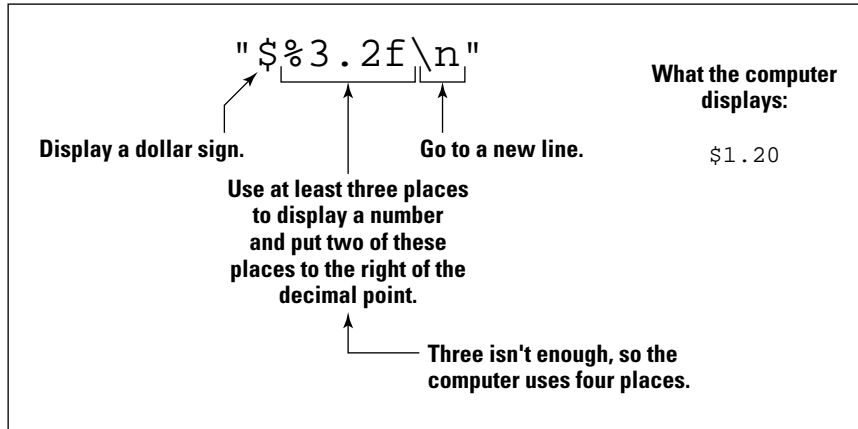 "$%3.2f\n"
What the computer
displays:
Display a dollar sign.
Go to a new line.
$1.20
Use at least three places
to display a number
and put two of these
places to the right of the
decimal point.
Three isn't enough, so the
computer uses four places.